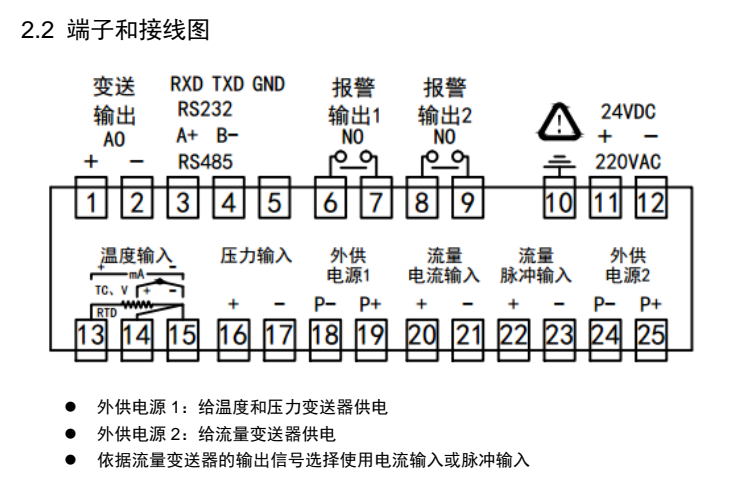 2.2 端子和接线图
变送 RXD TXD GND 报警 报警
输出 RS232 输出1 输出2 24VDC
AO A+ B- NO NO + -
+ - RS485 220VAC
1 2 3 4 5 6 7 8 9 10 11 12
温度输入 压力输入 外供 流量 流量 外供
+ mA - 电源1 电流输入 脉冲输入 电源2
TC、V + -
RTD + - P- P+ + - + - P- P+
13 14 15 16 17 18 19 20 21 22 23 24 25
● 外供电源 1：给温度和压力变送器供电
● 外供电源 2：给流量变送器供电
● 依据流量变送器的输出信号选择使用电流输入或脉冲输入